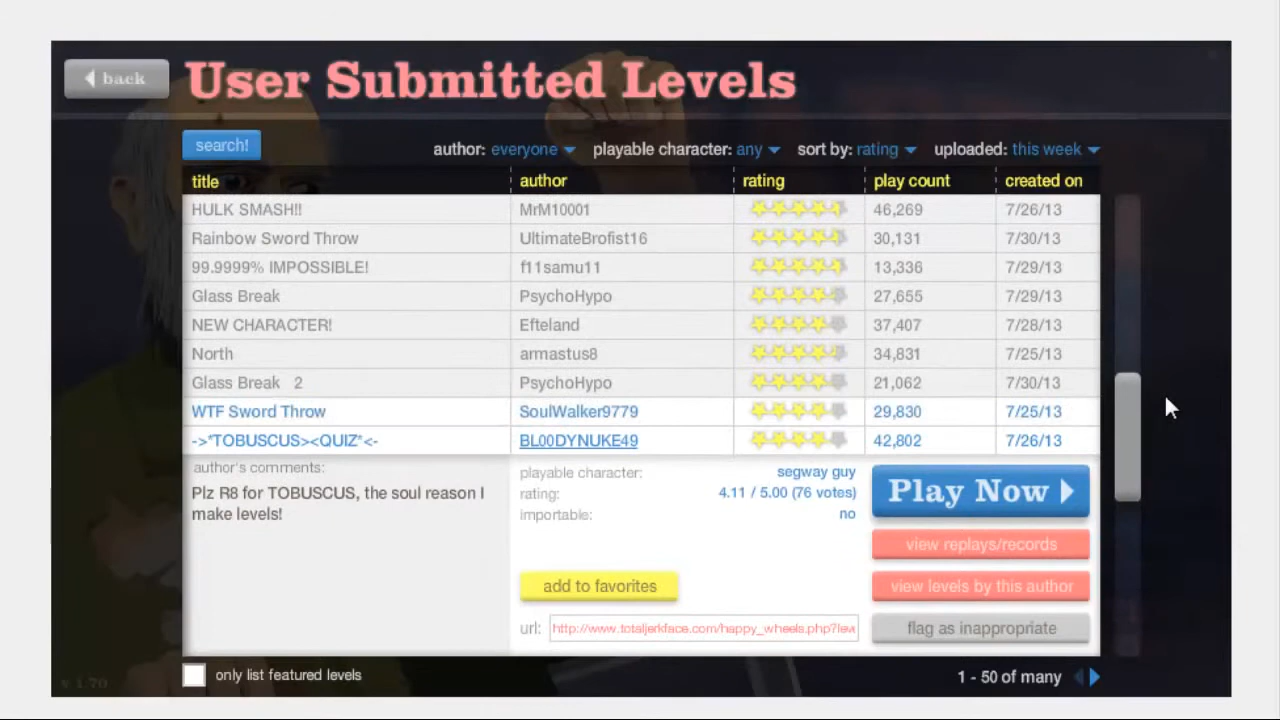 back User Submitted Levels
search! author: everyone playable character: any sort by: rating uploaded: this week
title author rating play count created on
HULK SMASH!! MrM10001 46,269 7/26/13
Rainbow Sword Throw UltimateBrofist16 30,131 7/30/13
99.9999% IMPOSSIBLE! f11samu11 13,336 7/29/13
Glass Break PsychoHypo 27,655 7/29/13
NEW CHARACTER! Efteland 37,407 7/28/13
North armastus8 34,831 7/25/13
Glass Break 2 PsychoHypo 21,062 7/30/13
WTF Sword Throw SoulWalker9779 29,830 7/25/13
->*TOBUSCUS><QUIZ*<- BL00DYNUKE49 42,802 7/26/13
author's comments: playable character: segway guy
Plz R8 for TOBUSCUS, the soul reason I rating: 4.11 / 5.00 (76 votes) Play Now
make levels! importable: no
view replays/records
add to favorites view levels by this author
url: http://www.totaljerkface.com/happy_wheels.php?lev flag as inappropriate
only list featured levels 1 - 50 of many
v 1.70